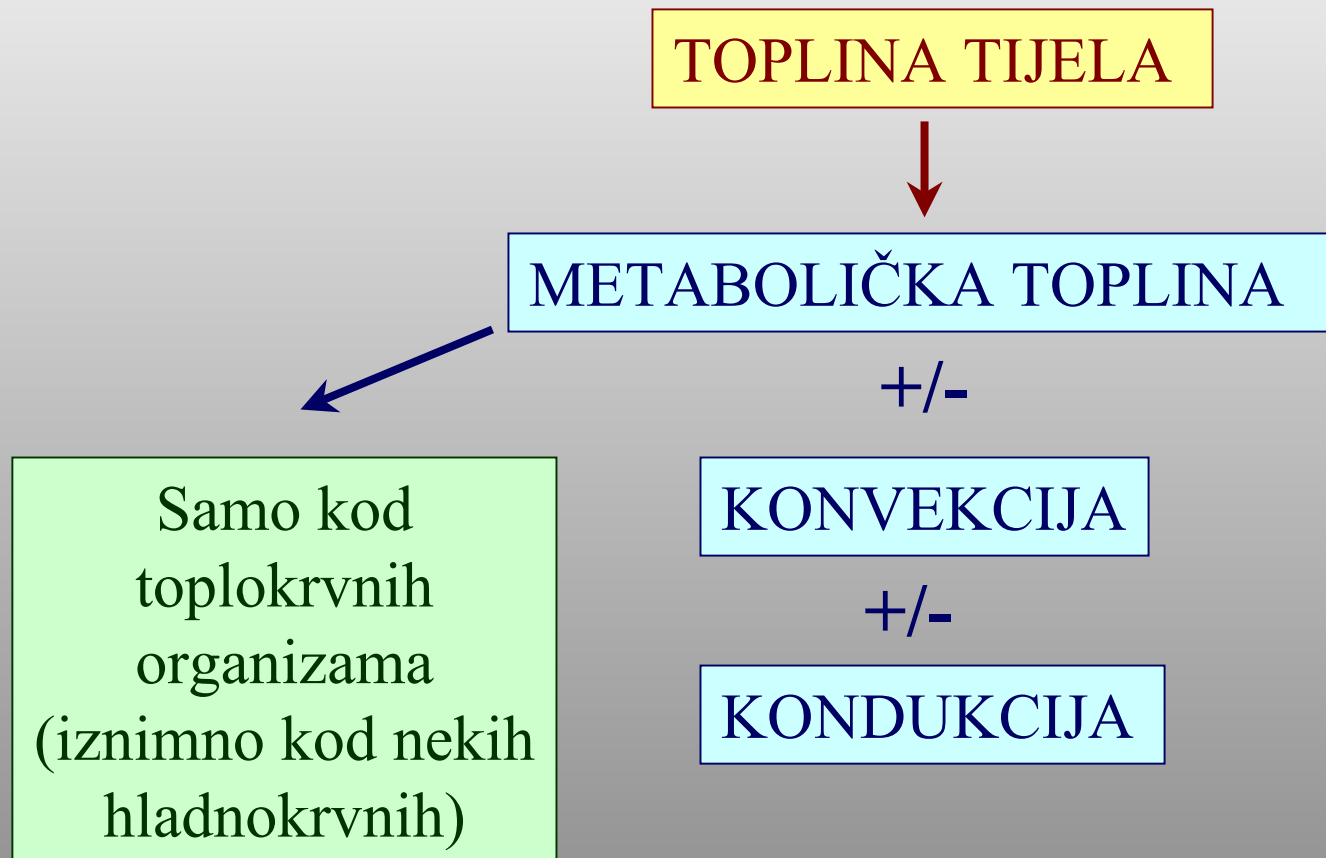 TOPLINA TIJELA
METABOLIČKA TOPLINA
+/-
KONVEKCIJA
+/-
KONDUKCIJA
Samo kod
toplokrvnih
organizama
(iznimno kod nekih
hladnokrvnih)